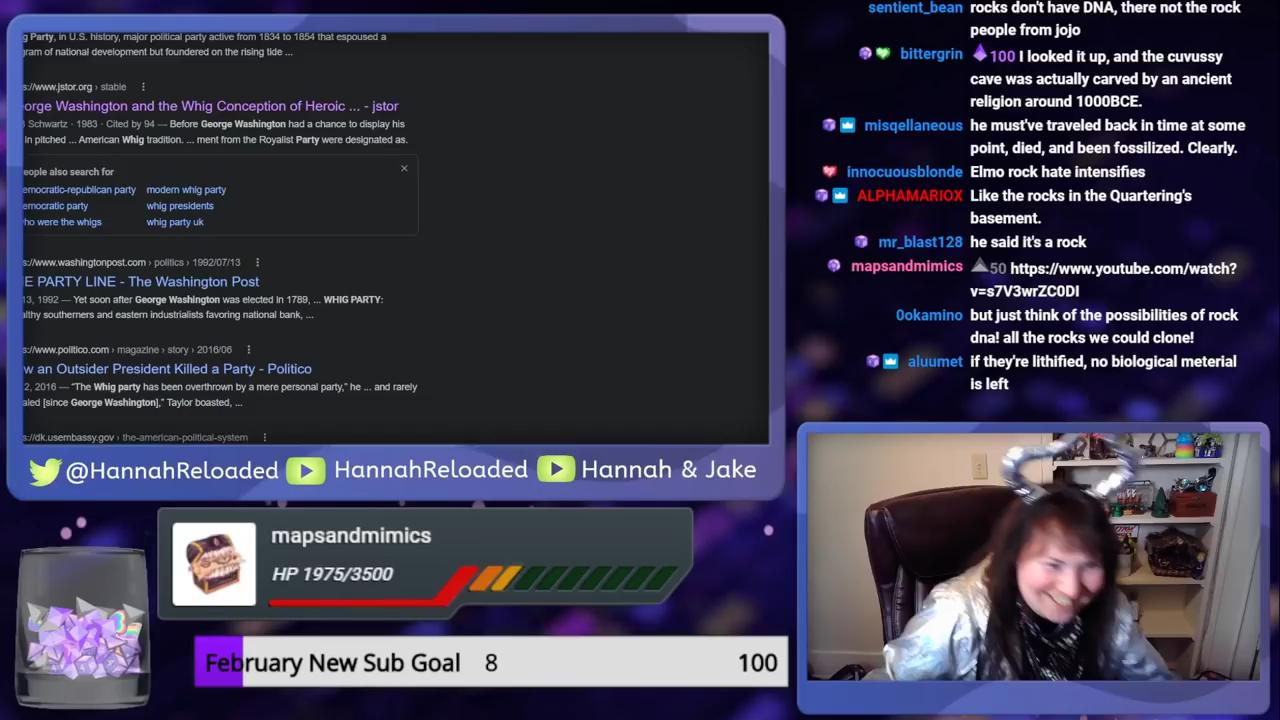 g Party, in U.S. history, major political party active from 1834 to 1854 that espoused a
gram of national development but foundered on the rising tide ...
s://www.jstor.org › stable
orge Washington and the Whig Conception of Heroic ... - jstor
Schwartz · 1983 · Cited by 94 — Before George Washington had a chance to display his
in pitched ... American Whig tradition. ... ment from the Royalist Party were designated as.
eople also search for
emocratic-republican party modern whig party
emocratic party whig presidents
ho were the whigs whig party uk
s://www.washingtonpost.com › politics › 1992/07/13
E PARTY LINE - The Washington Post
13, 1992 — Yet soon after George Washington was elected in 1789, ... WHIG PARTY:
althy southerners and eastern industrialists favoring national bank, ...
s://www.politico.com › magazine › story › 2016/06
w an Outsider President Killed a Party - Politico
2, 2016 — "The Whig party has been overthrown by a mere personal party," he ... and rarely
aled [since George Washington]," Taylor boasted, ...
s://dk.usembassy.gov › the-american-political-system
@HannahReloaded HannahReloaded Hannah & Jake
mapsandmimics
HP 1975/3500
February New Sub Goal 8 100
sentient_bean rocks don't have DNA, there not the rock
people from jojo
bittergrin 100 I looked it up, and the cuvussy
cave was actually carved by an ancient
religion around 1000BCE.
misqellaneous he must've traveled back in time at some
point, died, and been fossilized. Clearly.
innocuousblonde Elmo rock hate intensifies
ALPHAMARIOX Like the rocks in the Quartering's
basement.
mr_blast128 he said it's a rock
mapsandmimics 50 https://www.youtube.com/watch?
v=s7V3wrZC0DI
0okamino but just think of the possibilities of rock
dna! all the rocks we could clone!
aluumet if they're lithified, no biological meterial
is left